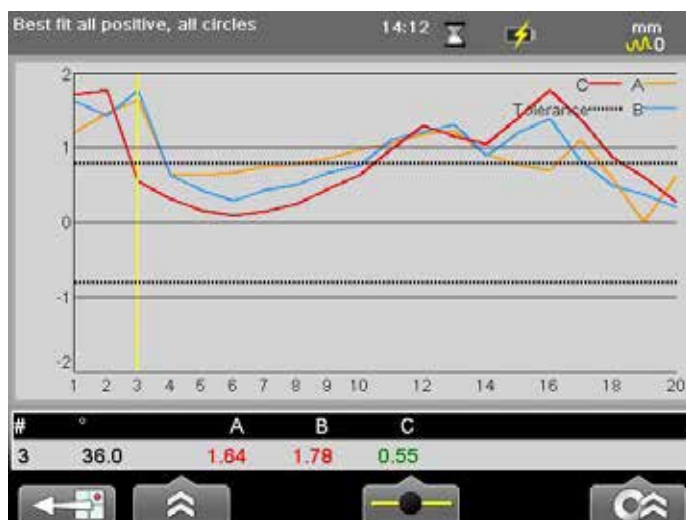 Best fit all positive, all circles 14:12 mm
0
2 C A
Tolerance B
1
0
-1
-2
1 2 3 4 5 6 7 8 9 10 12 14 16 18 20
# ° A B C
3 36.0 1.64 1.78 0.55